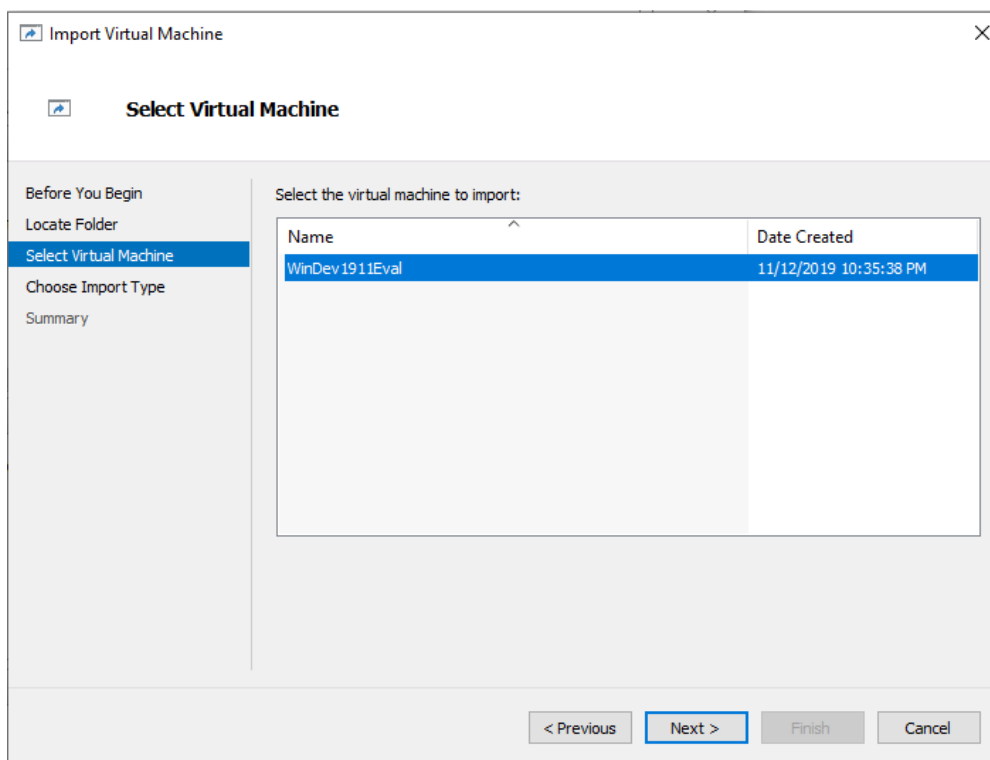 Import Virtual Machine
Select Virtual Machine
Before You Begin
Locate Folder
Select Virtual Machine
Choose Import Type
Summary
Select the virtual machine to import:
Name Date Created
WinDev1911Eval 11/12/2019 10:35:38 PM
< Previous Next > Finish Cancel